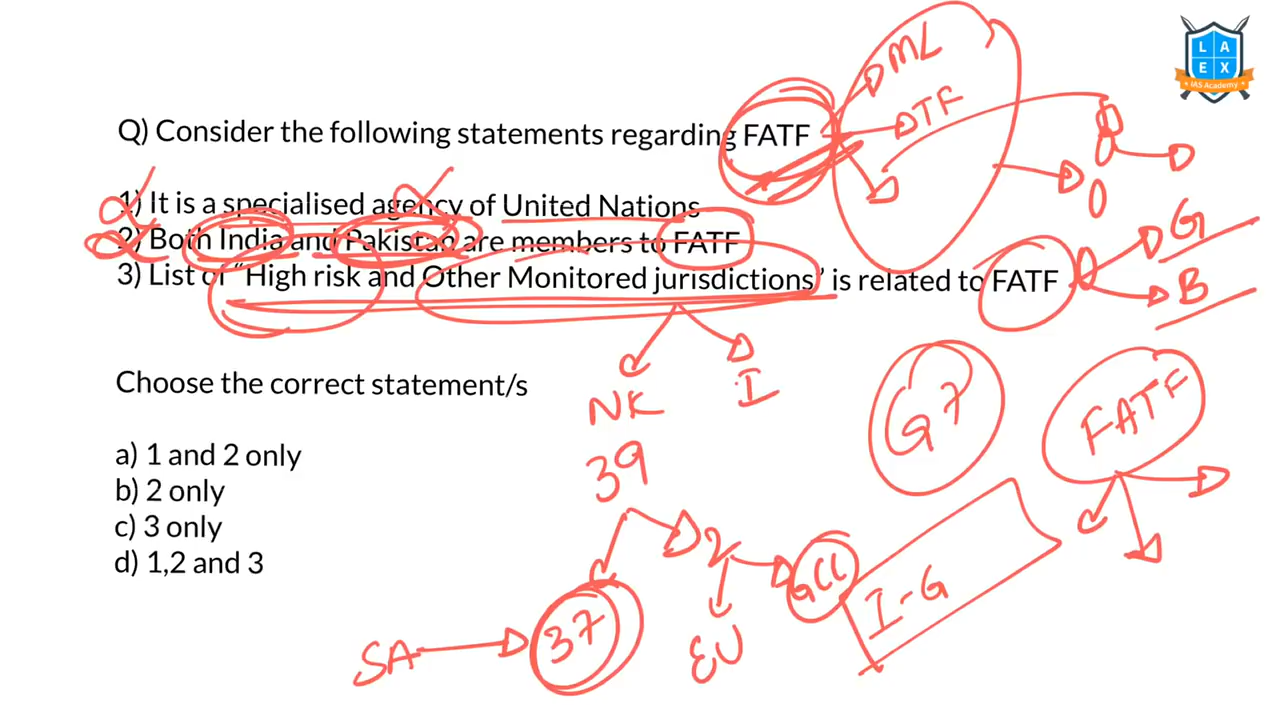 L A
E X
IAS Academy
ML
TF
Q) Consider the following statements regarding FATF
1) It is a specialised agency of United Nations
2) Both India and Pakistan are members to FATF
3) List of “High risk and Other Monitored jurisdictions’ is related to FATF
G
B
NK
I
39
G7
FATF
Choose the correct statement/s
a) 1 and 2 only
b) 2 only
c) 3 only
d) 1,2 and 3
2
GCC
I-G
SA
37
EU